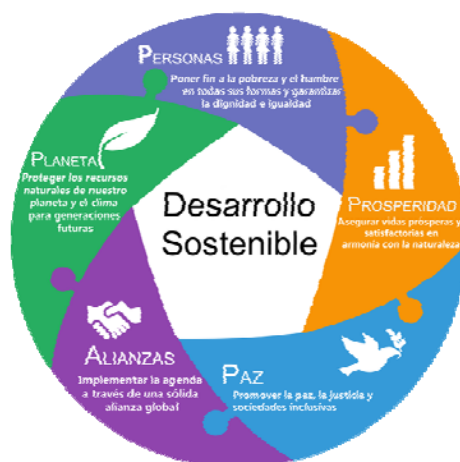 PERSONAS
Poner fin a la pobreza y el hambre
en todas sus formas y garantizar
la dignidad e igualdad
PROSPERIDAD
Asegurar vidas prósperas y
satisfactorias en
armonía con la naturaleza
PAZ
Promover la paz, la justicia y
sociedades inclusivas
ALIANZAS
Implementar la agenda
a través de una sólida
alianza global
PLANETA
Proteger los recursos
naturales de nuestro
planeta y el clima
para generaciones
futuras
Desarrollo
Sostenible